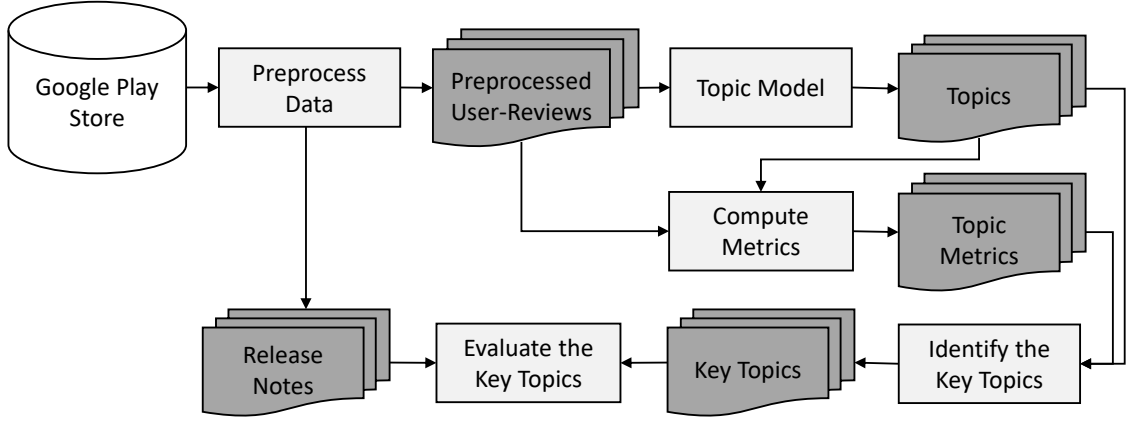 Google Play
Store
Preprocess
Data
Preprocessed
User-Reviews
Topic Model
Topics
Compute
Metrics
Topic
Metrics
Release
Notes
Evaluate the
Key Topics
Key Topics
Identify the
Key Topics